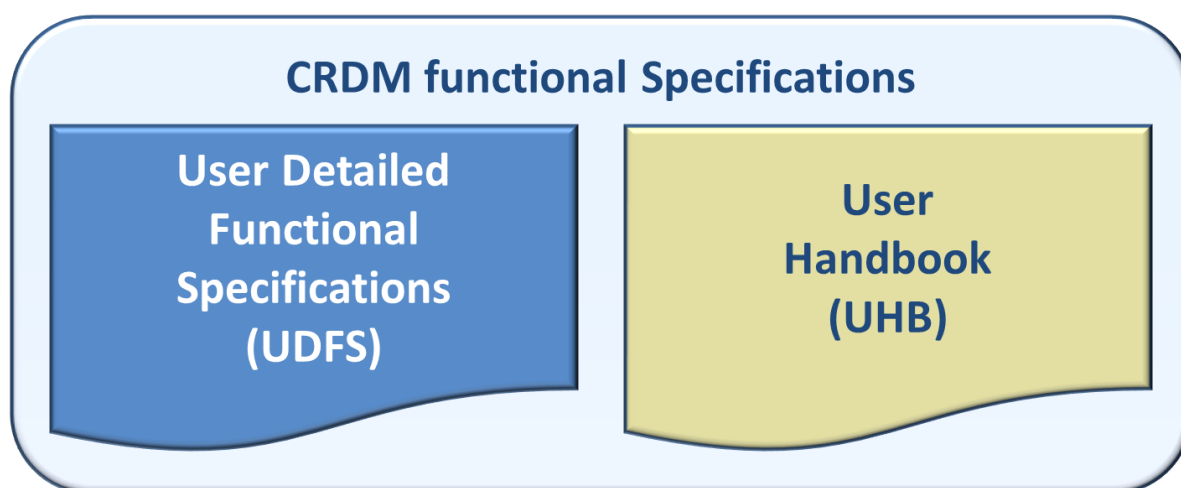 CRDM functional Specifications
User Detailed
Functional
Specifications
(UDFS)
User
Handbook
(UHB)